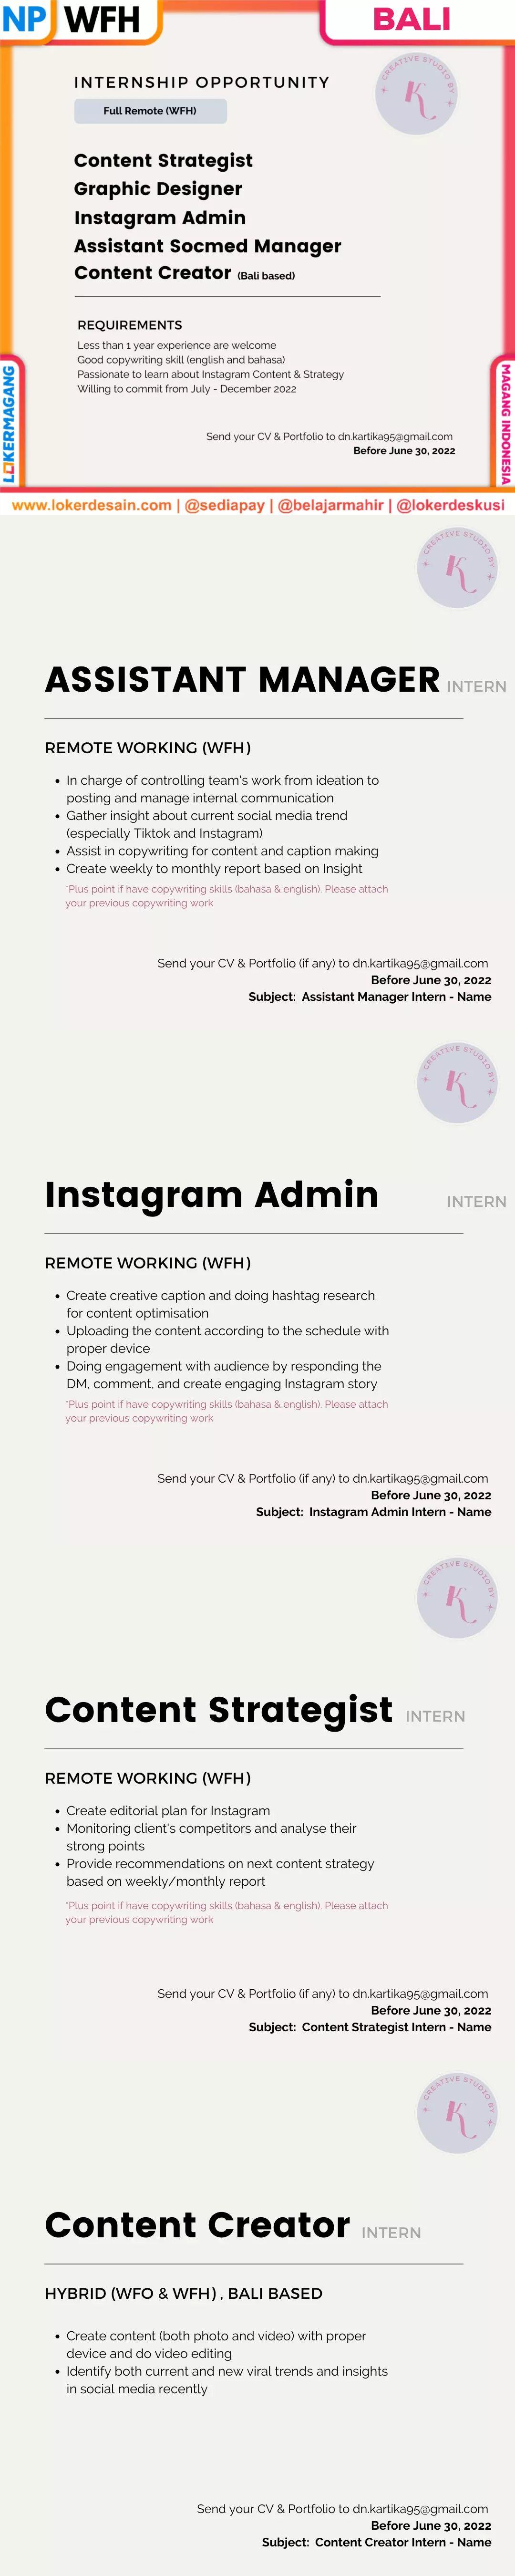 NP WFH BALI
CREATIVE STUDIO BY
K
INTERNSHIP OPPORTUNITY
Full Remote (WFH)
Content Strategist
Graphic Designer
Instagram Admin
Assistant Socmed Manager
Content Creator (Bali based)
REQUIREMENTS
Less than 1 year experience are welcome
Good copywriting skill (english and bahasa)
Passionate to learn about Instagram Content & Strategy
Willing to commit from July - December 2022
LOKERMAGANG
MAGANG INDONESIA
Send your CV & Portfolio to dn.kartika95@gmail.com
Before June 30, 2022
www.lokerdesain.com | @sediapay | @belajarmahir | @lokerdeskusi
CREATIVE STUDIO BY
K
ASSISTANT MANAGER INTERN
REMOTE WORKING (WFH)
• In charge of controlling team's work from ideation to
posting and manage internal communication
• Gather insight about current social media trend
(especially Tiktok and Instagram)
• Assist in copywriting for content and caption making
• Create weekly to monthly report based on Insight
*Plus point if have copywriting skills (bahasa & english). Please attach
your previous copywriting work
Send your CV & Portfolio (if any) to dn.kartika95@gmail.com
Before June 30, 2022
Subject: Assistant Manager Intern - Name
CREATIVE STUDIO BY
K
Instagram Admin INTERN
REMOTE WORKING (WFH)
• Create creative caption and doing hashtag research
for content optimisation
• Uploading the content according to the schedule with
proper device
• Doing engagement with audience by responding the
DM, comment, and create engaging Instagram story
*Plus point if have copywriting skills (bahasa & english). Please attach
your previous copywriting work
Send your CV & Portfolio (if any) to dn.kartika95@gmail.com
Before June 30, 2022
Subject: Instagram Admin Intern - Name
CREATIVE STUDIO BY
K
Content Strategist INTERN
REMOTE WORKING (WFH)
• Create editorial plan for Instagram
• Monitoring client's competitors and analyse their
strong points
• Provide recommendations on next content strategy
based on weekly/monthly report
*Plus point if have copywriting skills (bahasa & english). Please attach
your previous copywriting work
Send your CV & Portfolio (if any) to dn.kartika95@gmail.com
Before June 30, 2022
Subject: Content Strategist Intern - Name
CREATIVE STUDIO BY
K
Content Creator INTERN
HYBRID (WFO & WFH) , BALI BASED
• Create content (both photo and video) with proper
device and do video editing
• Identify both current and new viral trends and insights
in social media recently
Send your CV & Portfolio to dn.kartika95@gmail.com
Before June 30, 2022
Subject: Content Creator Intern - Name